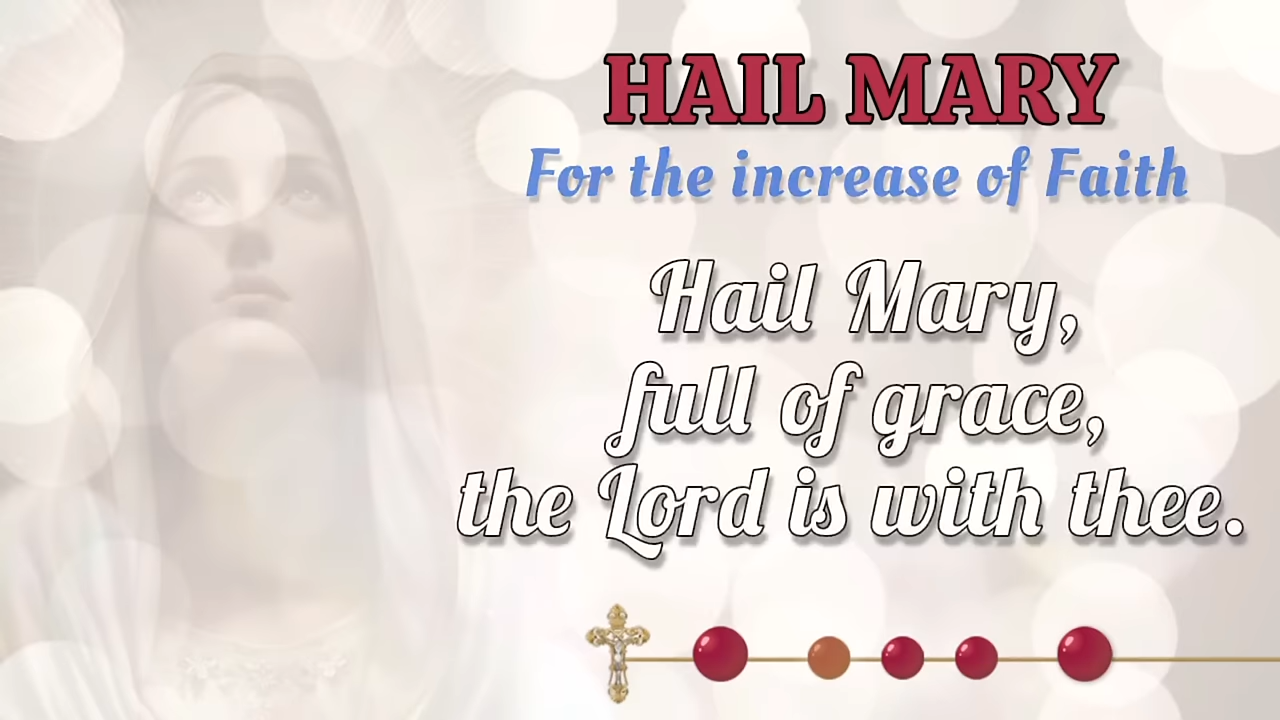 HAIL MARY
For the increase of Faith
Hail Mary,
full of grace,
the Lord is with thee.